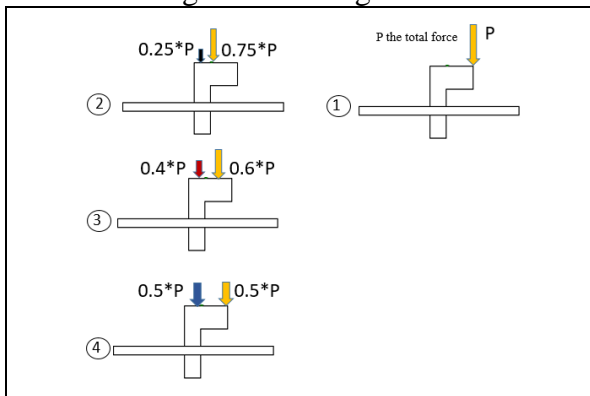 0.25*P 0.75*P
②
P the total force P
①
0.4*P 0.6*P
③
0.5*P 0.5*P
④